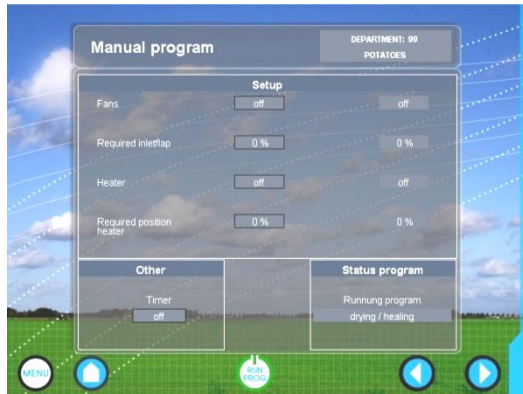 Manual program
DEPARTMENT: 99
POTATOES
Setup
Fans off off
Required inletflap 0 % 0 %
Heater off off
Required position
heater 0 % 0 %
Other
Timer
off
Status program
Runnung program
drying / healing
MENU
RUN
PROG